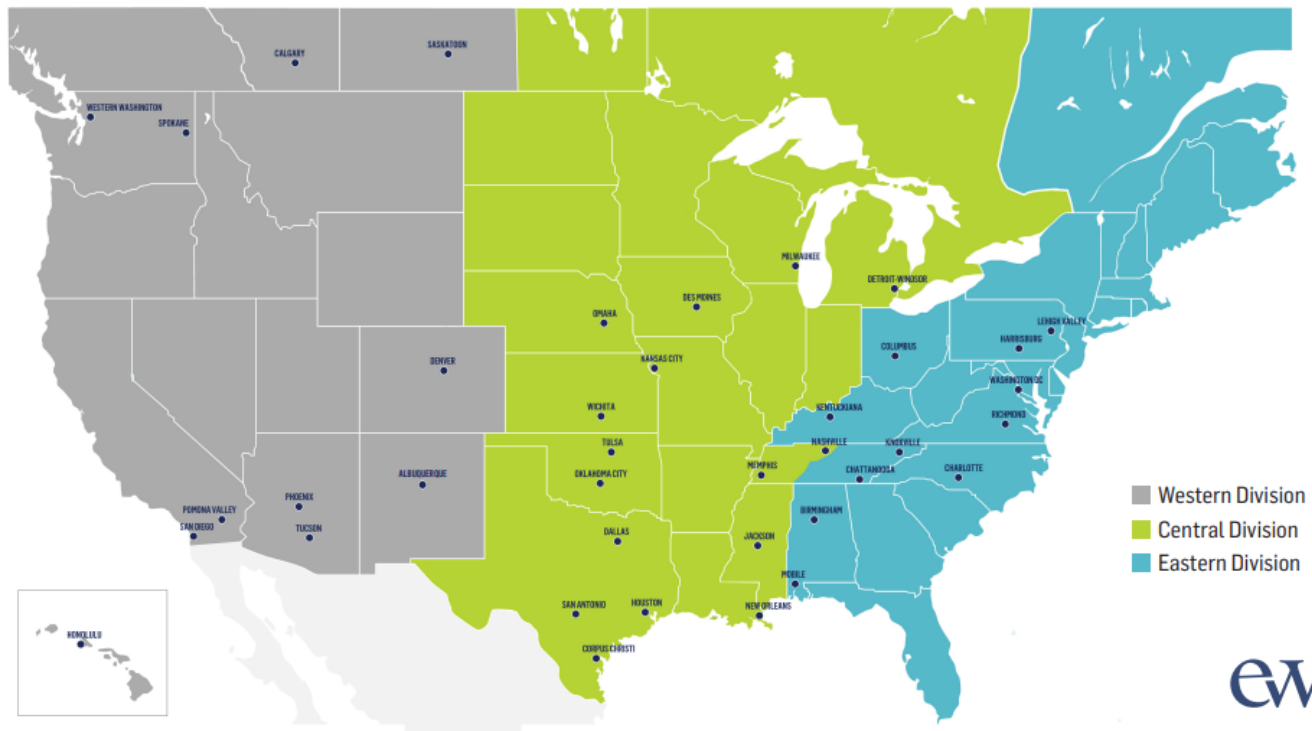 CALGARY
SASKATOON
WESTERN WASHINGTON
SPOKANE
MILWAUKEE
DETROIT-WINDSOR
DES MOINES
OMAHA
LEHIGH VALLEY
HARRISBURG
COLUMBUS
DENVER
KANSAS CITY
WASHINGTON DC
WICHITA
KENTUCKIANA
RICHMOND
TULSA
NASHVILLE
KNOXVILLE
ALBUQUERQUE
OKLAHOMA CITY
MEMPHIS
CHATTANOOGA
CHARLOTTE
PHOENIX
POMONA VALLEY
SAN DIEGO
TUCSON
BIRMINGHAM
DALLAS
JACKSON
MOBILE
SAN ANTONIO
HOUSTON
NEW ORLEANS
CORPUS CHRISTI
HONOLULU
Western Division
Central Division
Eastern Division
ew